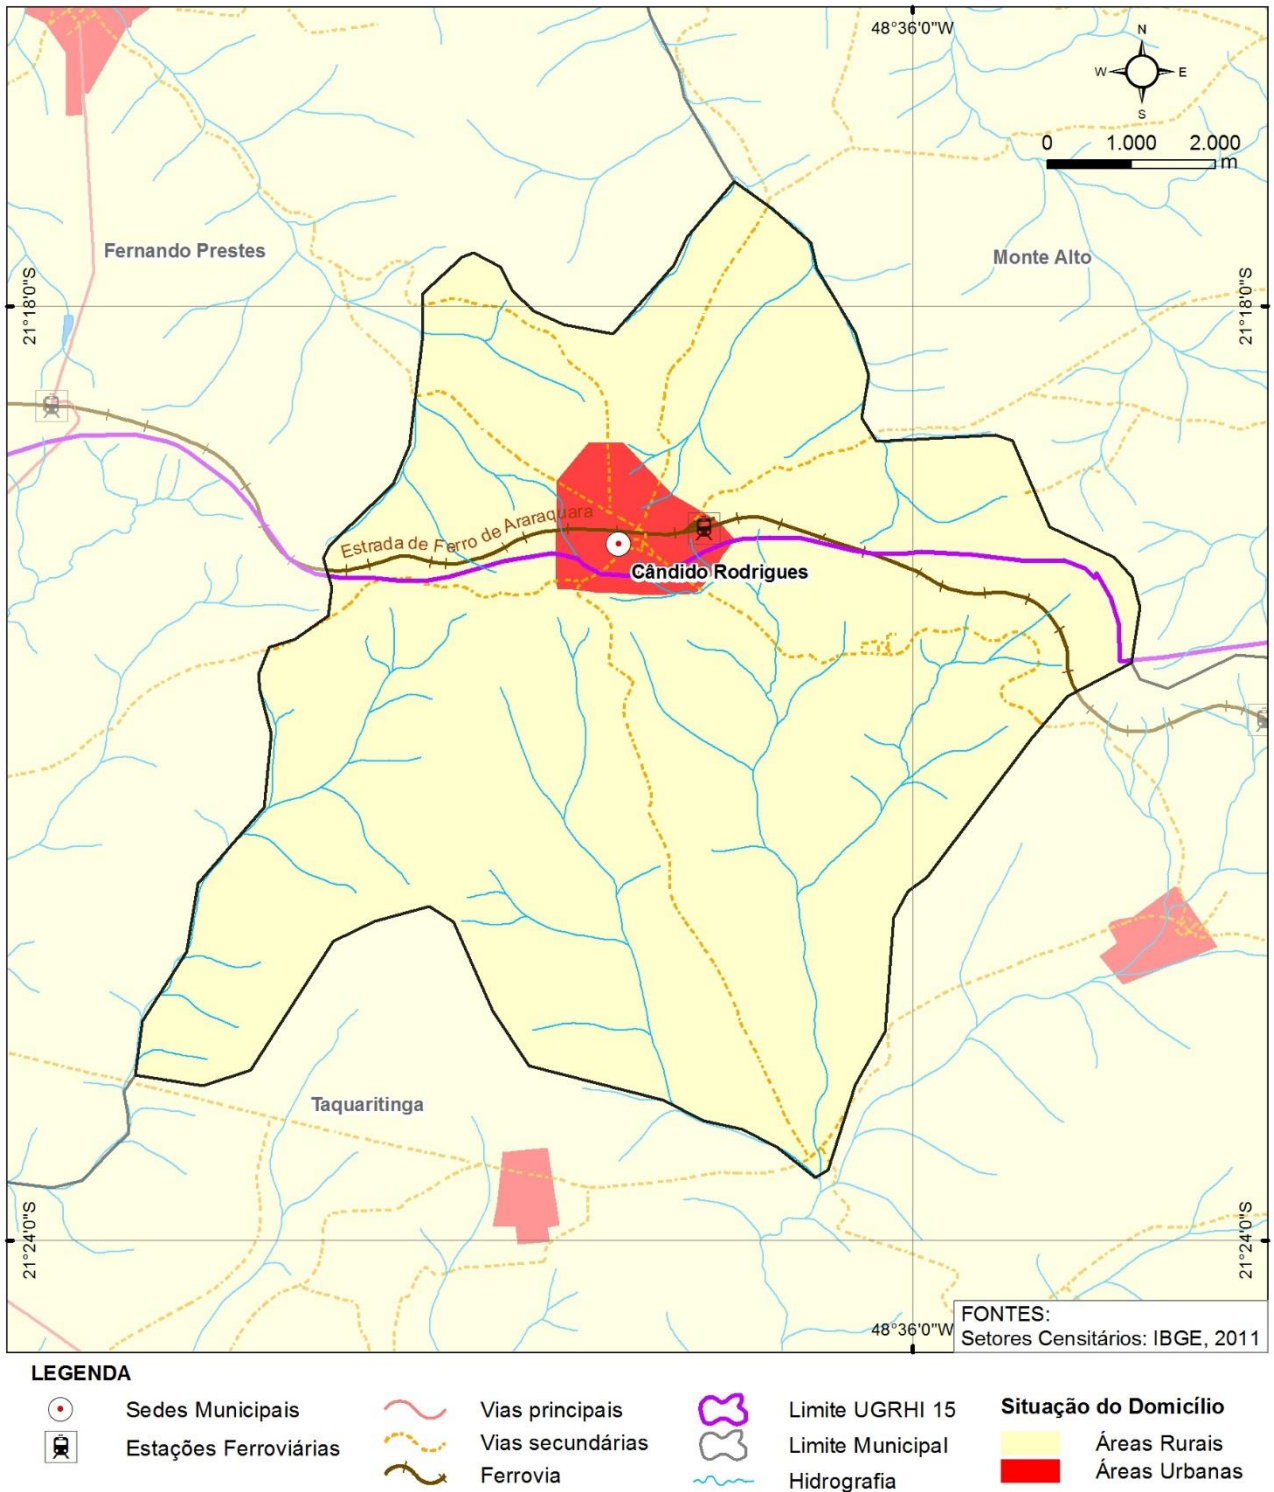 48°36'0"W
N
W
E
S
0 1.000 2.000
m
Fernando Prestes
Monte Alto
21°18'0"S
21°18'0"S
Estrada de Ferro de Araraquara
Cândido Rodrigues
Taquaritinga
21°24'0"S
21°24'0"S
48°36'0"W
FONTES:
Setores Censitários: IBGE, 2011
LEGENDA
Sedes Municipais
Estações Ferroviárias
Vias principais
Vias secundárias
Ferrovia
Limite UGRHI 15
Limite Municipal
Hidrografia
Situação do Domicílio
Áreas Rurais
Áreas Urbanas